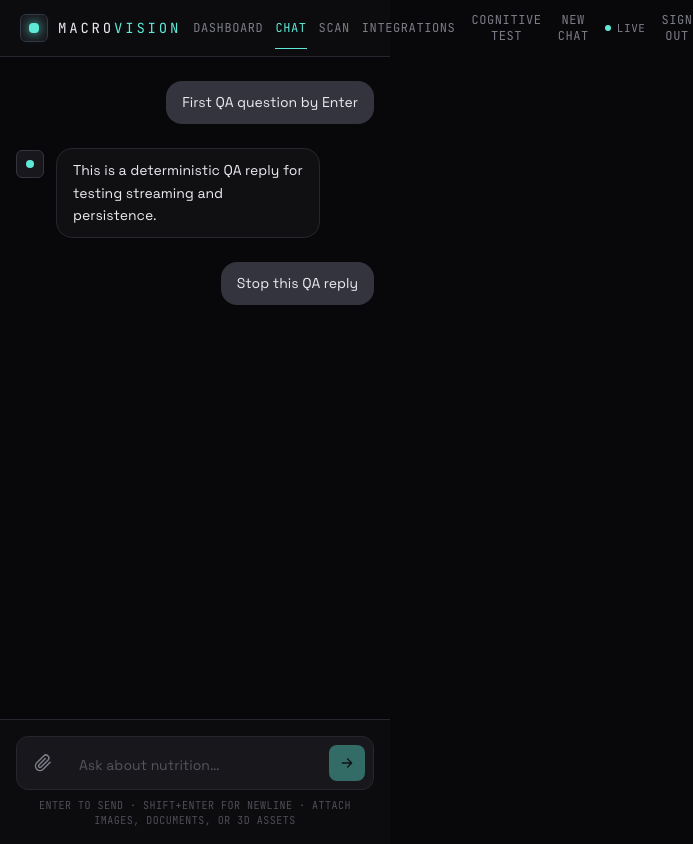 MACROVISION DASHBOARD CHAT SCAN INTEGRATIONS COGNITIVE TEST NEW CHAT LIVE SIGN OUT
First QA question by Enter
This is a deterministic QA reply for
testing streaming and
persistence.
Stop this QA reply
Ask about nutrition…
ENTER TO SEND · SHIFT+ENTER FOR NEWLINE · ATTACH
IMAGES, DOCUMENTS, OR 3D ASSETS